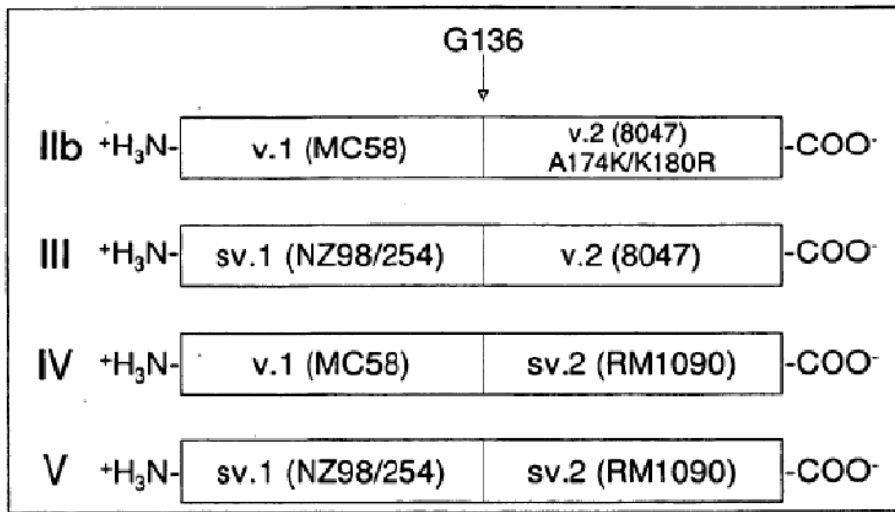 G136
IIb +H3N- v.1 (MC58) v.2 (8047) -COO-
A174K/K180R
III +H3N- sv.1 (NZ98/254) v.2 (8047) -COO-
IV +H3N- v.1 (MC58) sv.2 (RM1090) -COO-
V +H3N- sv.1 (NZ98/254) sv.2 (RM1090) -COO-